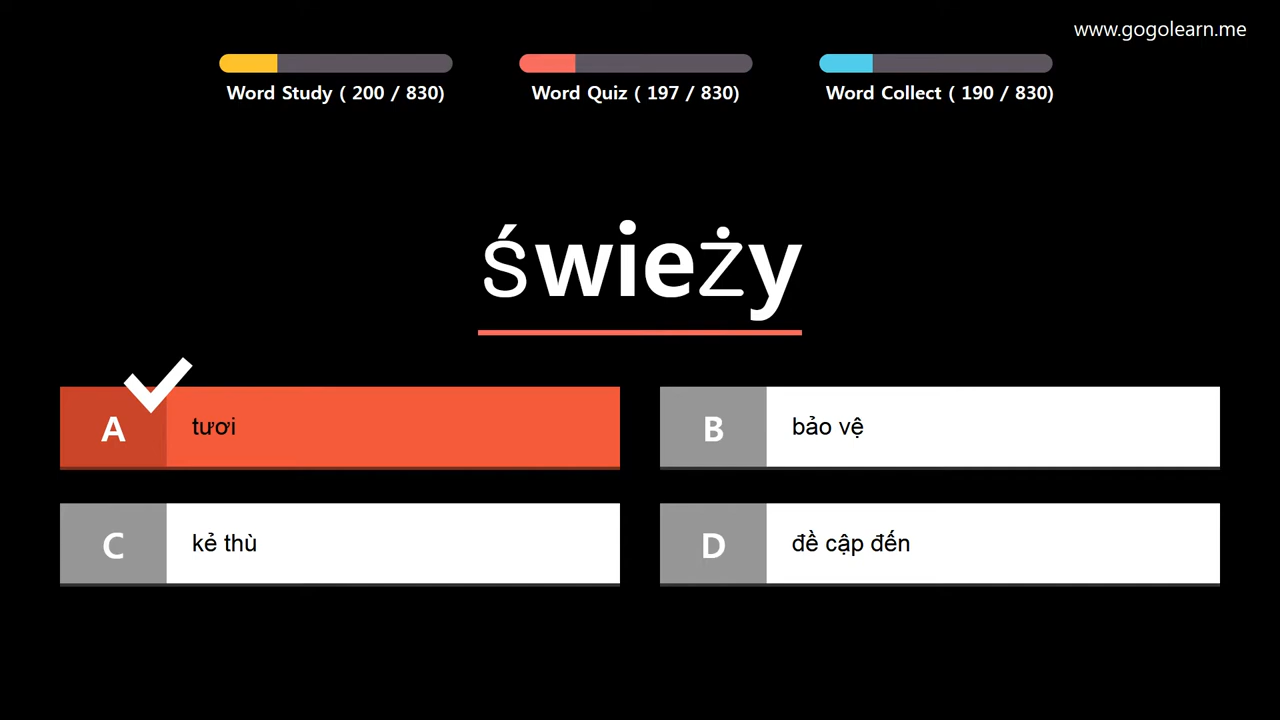 www.gogolearn.me
Word Study ( 200 / 830)
Word Quiz ( 197 / 830)
Word Collect ( 190 / 830)
świeży
A
tươi
B
bảo vệ
C
kẻ thù
D
đề cập đến